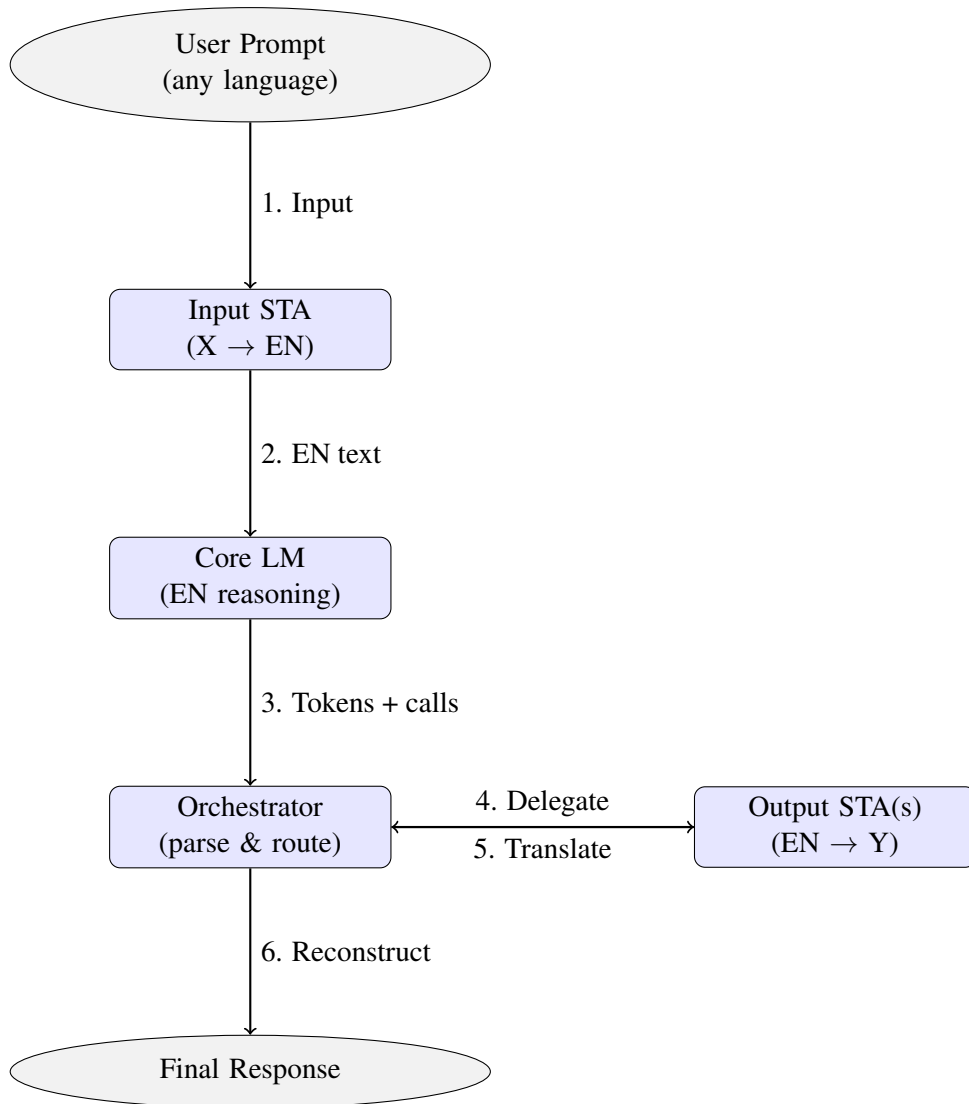 User Prompt
(any language)
1. Input
Input STA
(X → EN)
2. EN text
Core LM
(EN reasoning)
3. Tokens + calls
Orchestrator
(parse & route)
4. Delegate
5. Translate
Output STA(s)
(EN → Y)
6. Reconstruct
Final Response